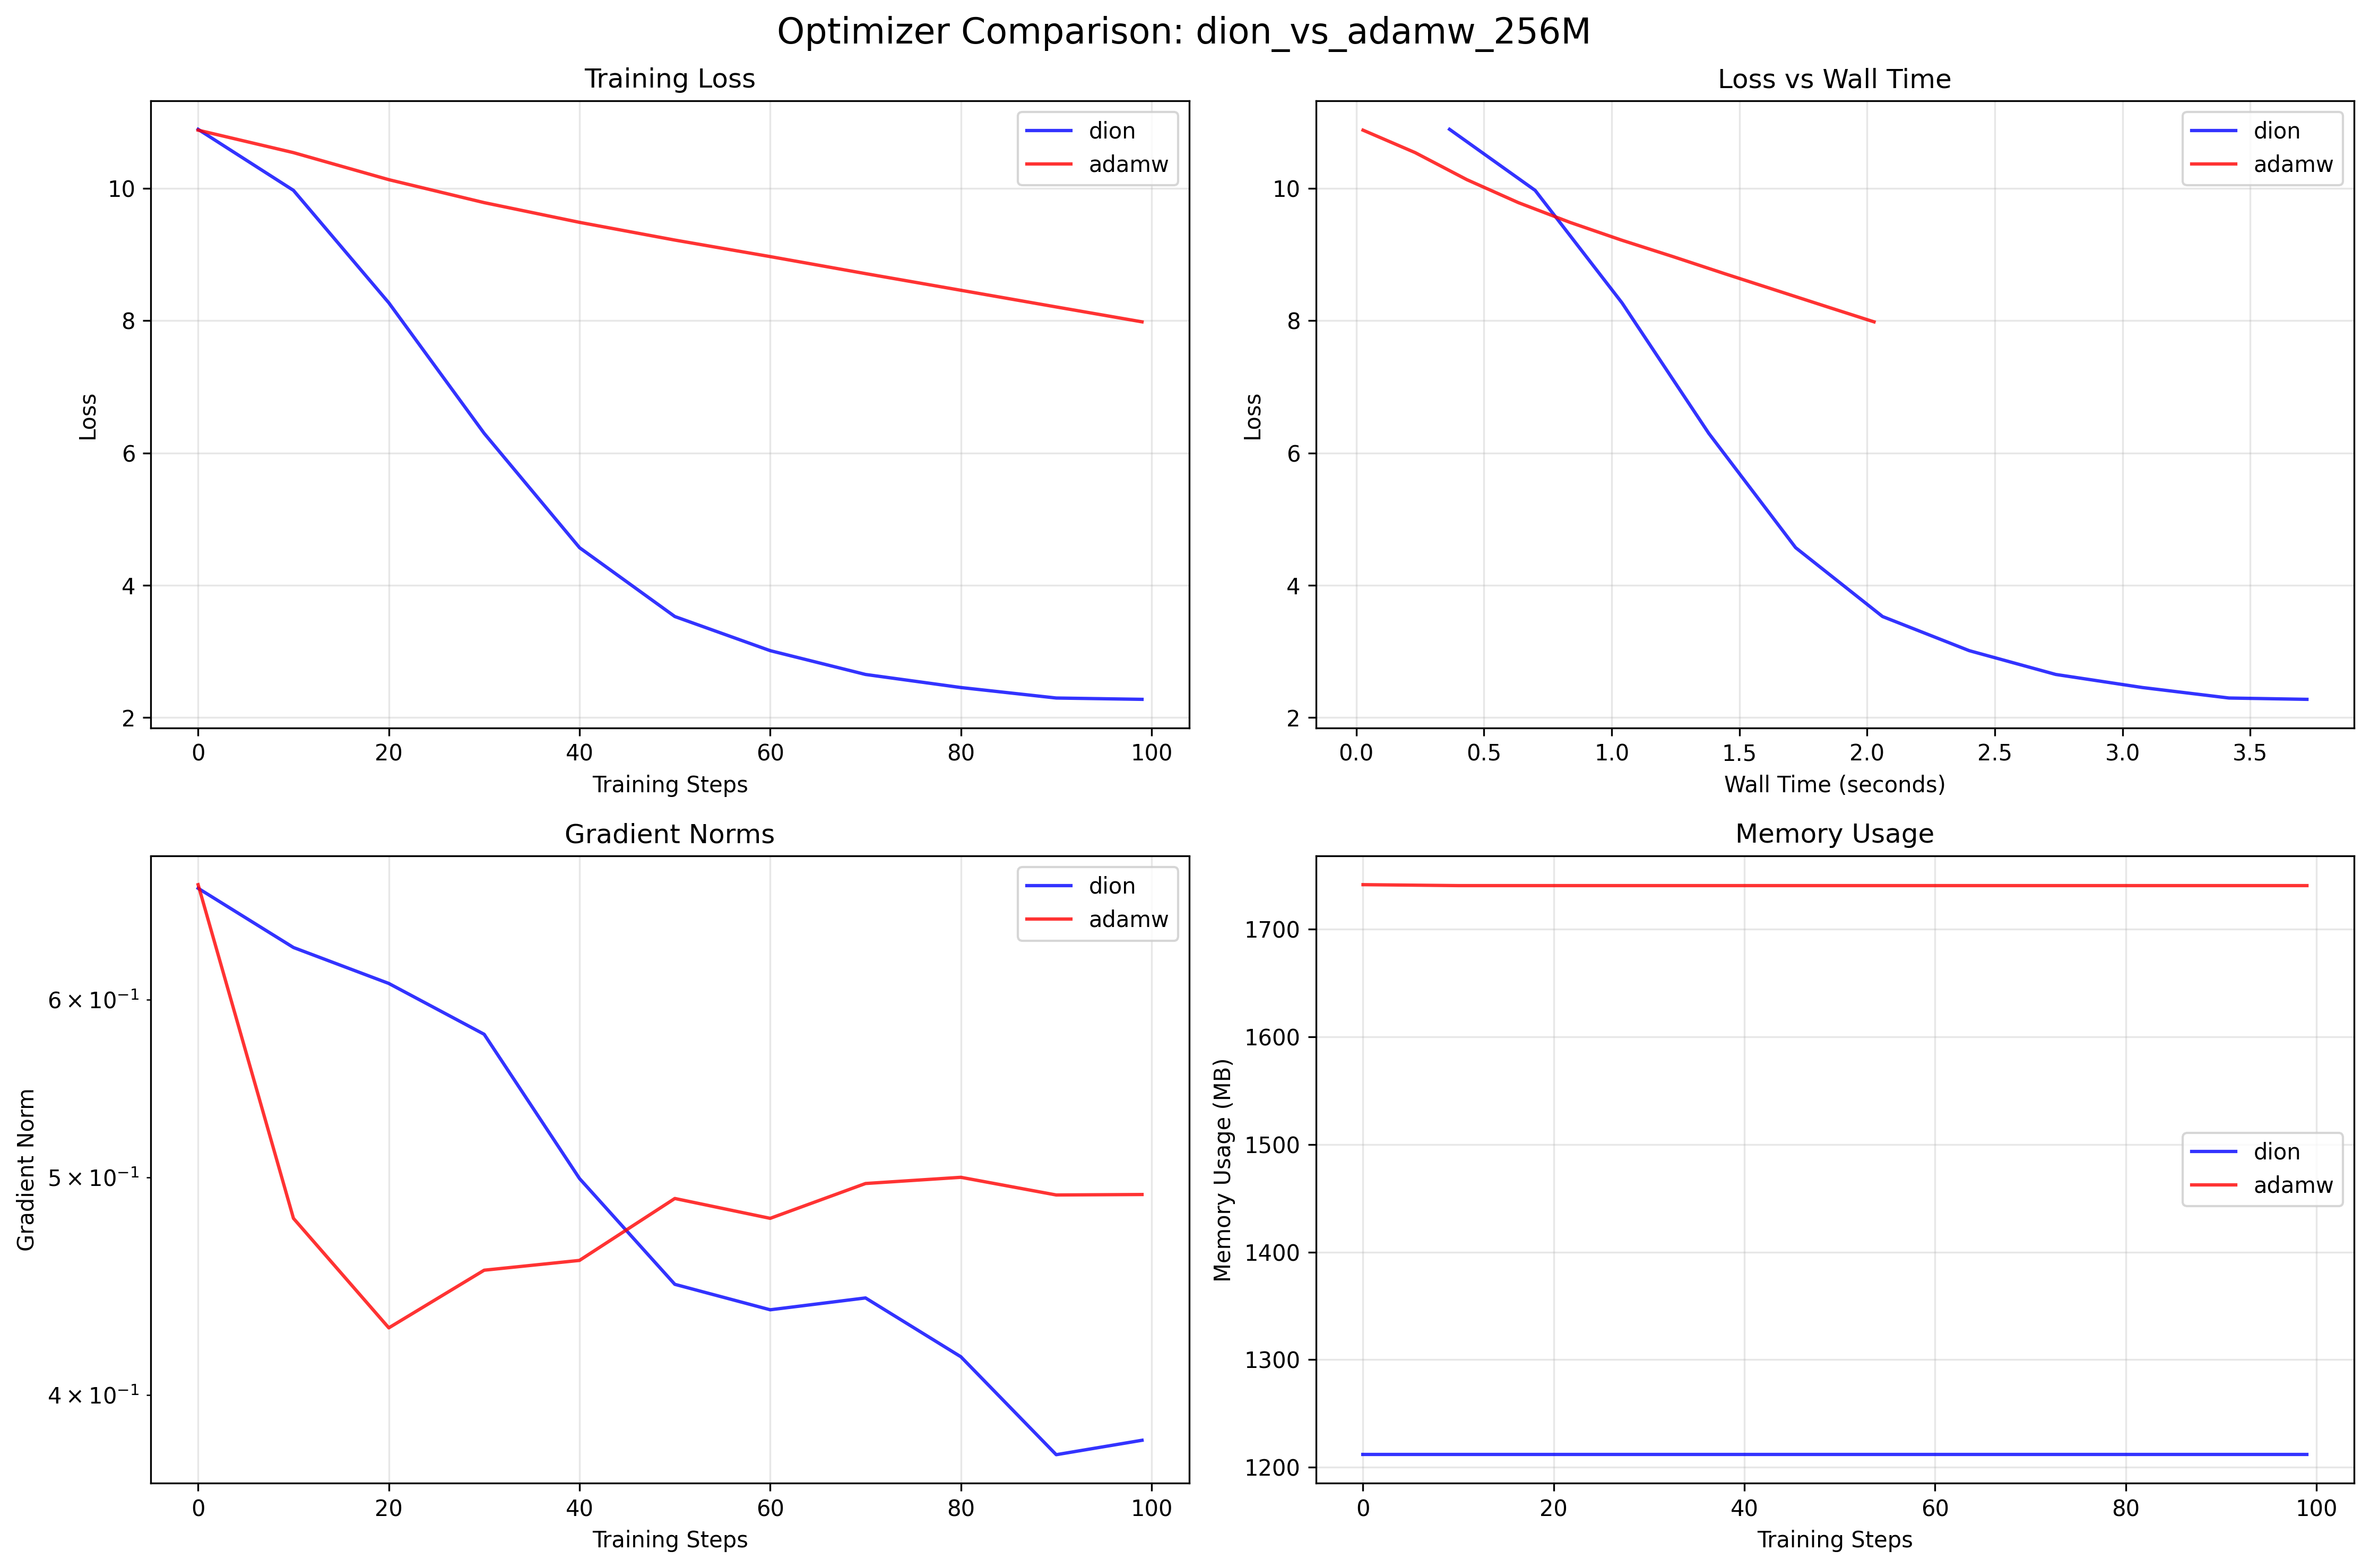 Optimizer Comparison: dion_vs_adamw_256M
Training Loss
dion
adamw
10
8
6
4
2
Loss
0 20 40 60 80 100
Training Steps
Loss vs Wall Time
dion
adamw
10
8
6
4
2
Loss
0.0 0.5 1.0 1.5 2.0 2.5 3.0 3.5
Wall Time (seconds)
Gradient Norms
dion
adamw
6 × 10⁻¹
5 × 10⁻¹
4 × 10⁻¹
Gradient Norm
0 20 40 60 80 100
Training Steps
Memory Usage
dion
adamw
1700
1600
1500
1400
1300
1200
Memory Usage (MB)
0 20 40 60 80 100
Training Steps